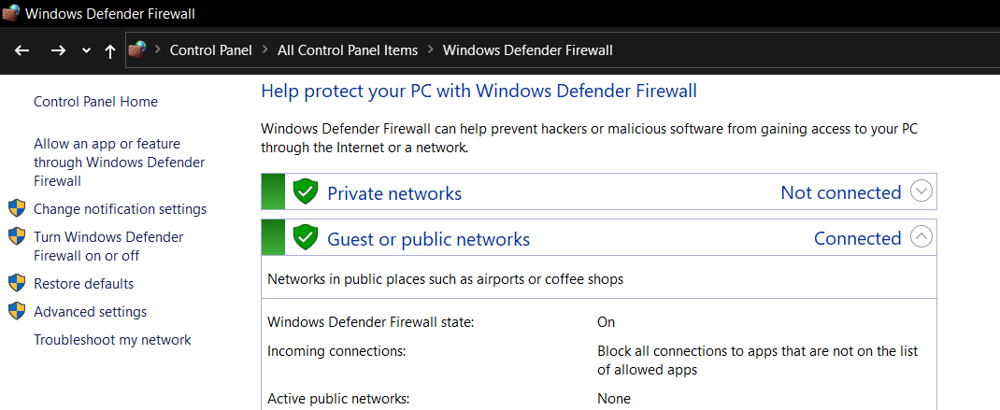 Windows Defender Firewall
Control Panel > All Control Panel Items > Windows Defender Firewall
Control Panel Home
Allow an app or feature
through Windows Defender
Firewall
Change notification settings
Turn Windows Defender
Firewall on or off
Restore defaults
Advanced settings
Troubleshoot my network
Help protect your PC with Windows Defender Firewall
Windows Defender Firewall can help prevent hackers or malicious software from gaining access to your PC
through the Internet or a network.
Private networks Not connected
Guest or public networks Connected
Networks in public places such as airports or coffee shops
Windows Defender Firewall state: On
Incoming connections: Block all connections to apps that are not on the list
of allowed apps
Active public networks: None